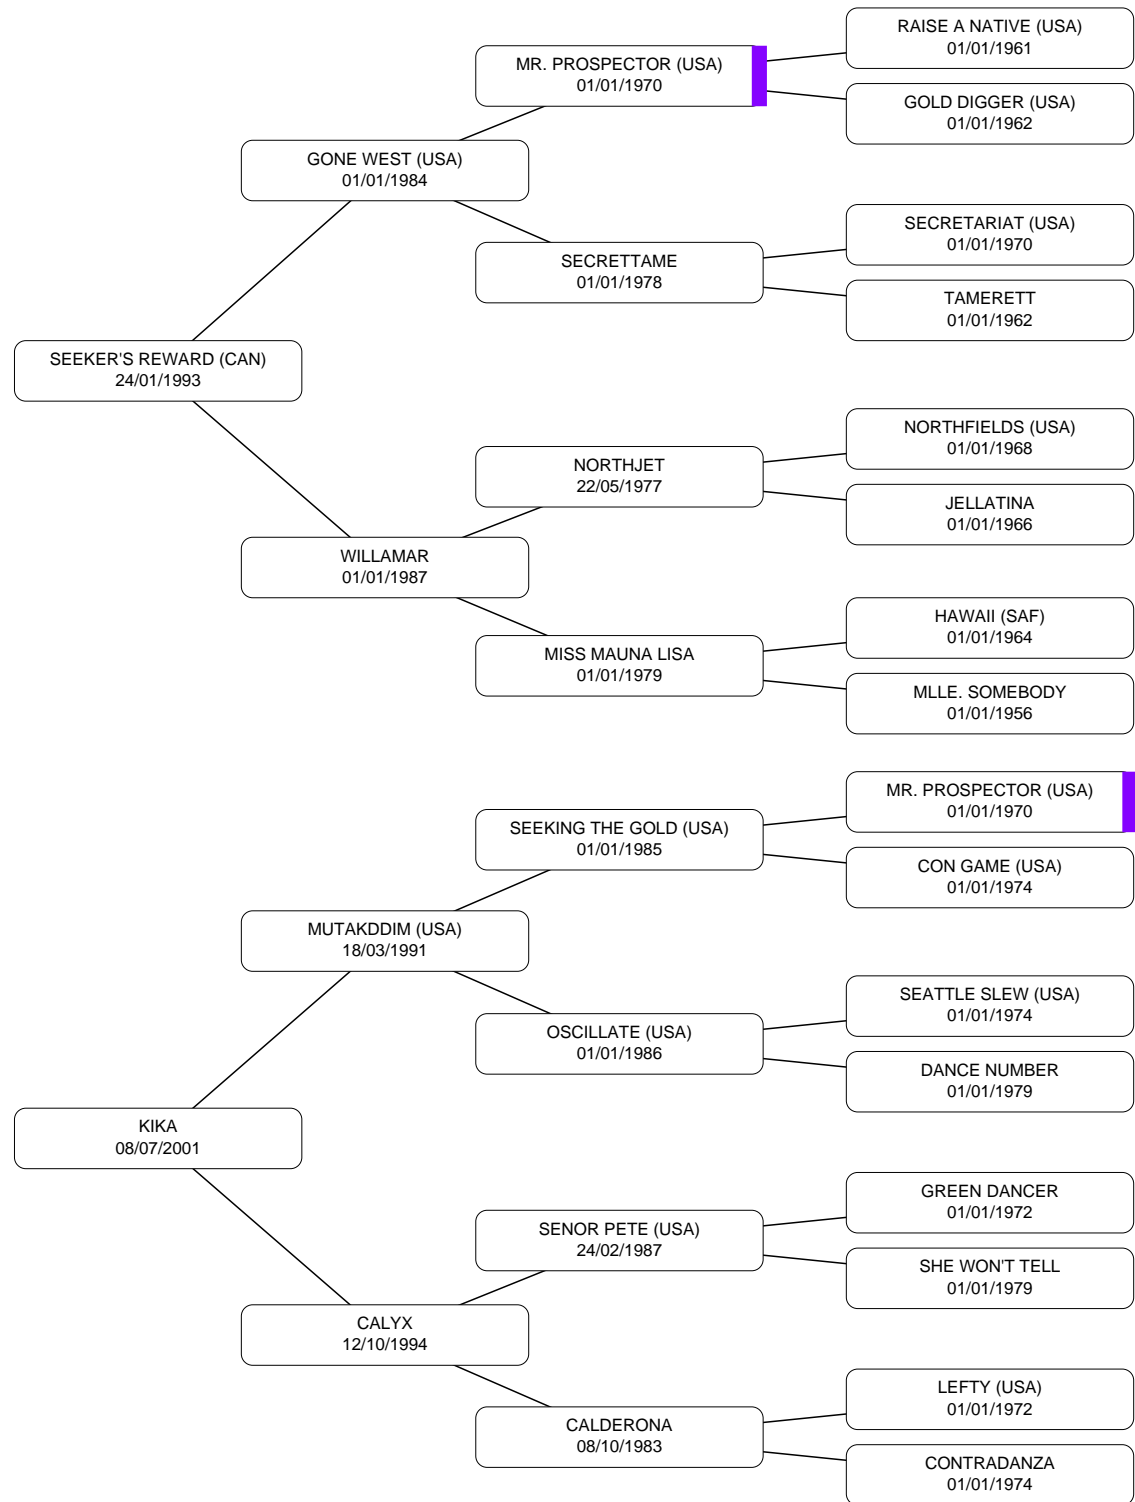 RAISE A NATIVE (USA)
01/01/1961
MR. PROSPECTOR (USA)
01/01/1970
GOLD DIGGER (USA)
01/01/1962
GONE WEST (USA)
01/01/1984
SECRETARIAT (USA)
01/01/1970
SECRETTAME
01/01/1978
TAMERETT
01/01/1962
SEEKER'S REWARD (CAN)
24/01/1993
NORTHFIELDS (USA)
01/01/1968
NORTHJET
22/05/1977
JELLATINA
01/01/1966
WILLAMAR
01/01/1987
HAWAII (SAF)
01/01/1964
MISS MAUNA LISA
01/01/1979
MLLE. SOMEBODY
01/01/1956
MR. PROSPECTOR (USA)
01/01/1970
SEEKING THE GOLD (USA)
01/01/1985
CON GAME (USA)
01/01/1974
MUTAKDDIM (USA)
18/03/1991
SEATTLE SLEW (USA)
01/01/1974
OSCILLATE (USA)
01/01/1986
DANCE NUMBER
01/01/1979
KIKA
08/07/2001
GREEN DANCER
01/01/1972
SENOR PETE (USA)
24/02/1987
SHE WON'T TELL
01/01/1979
CALYX
12/10/1994
LEFTY (USA)
01/01/1972
CALDERONA
08/10/1983
CONTRADANZA
01/01/1974